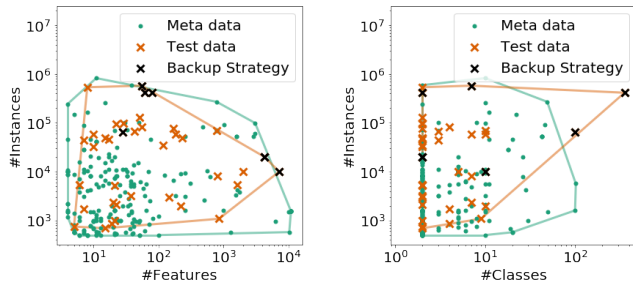 10⁷
10⁶
10⁵
10⁴
10³
#Instances
Meta data
Test data
Backup Strategy
10¹
10²
10³
10⁴
#Features
10⁷
10⁶
10⁵
10⁴
10³
#Instances
Meta data
Test data
Backup Strategy
10⁰
10¹
10²
#Classes